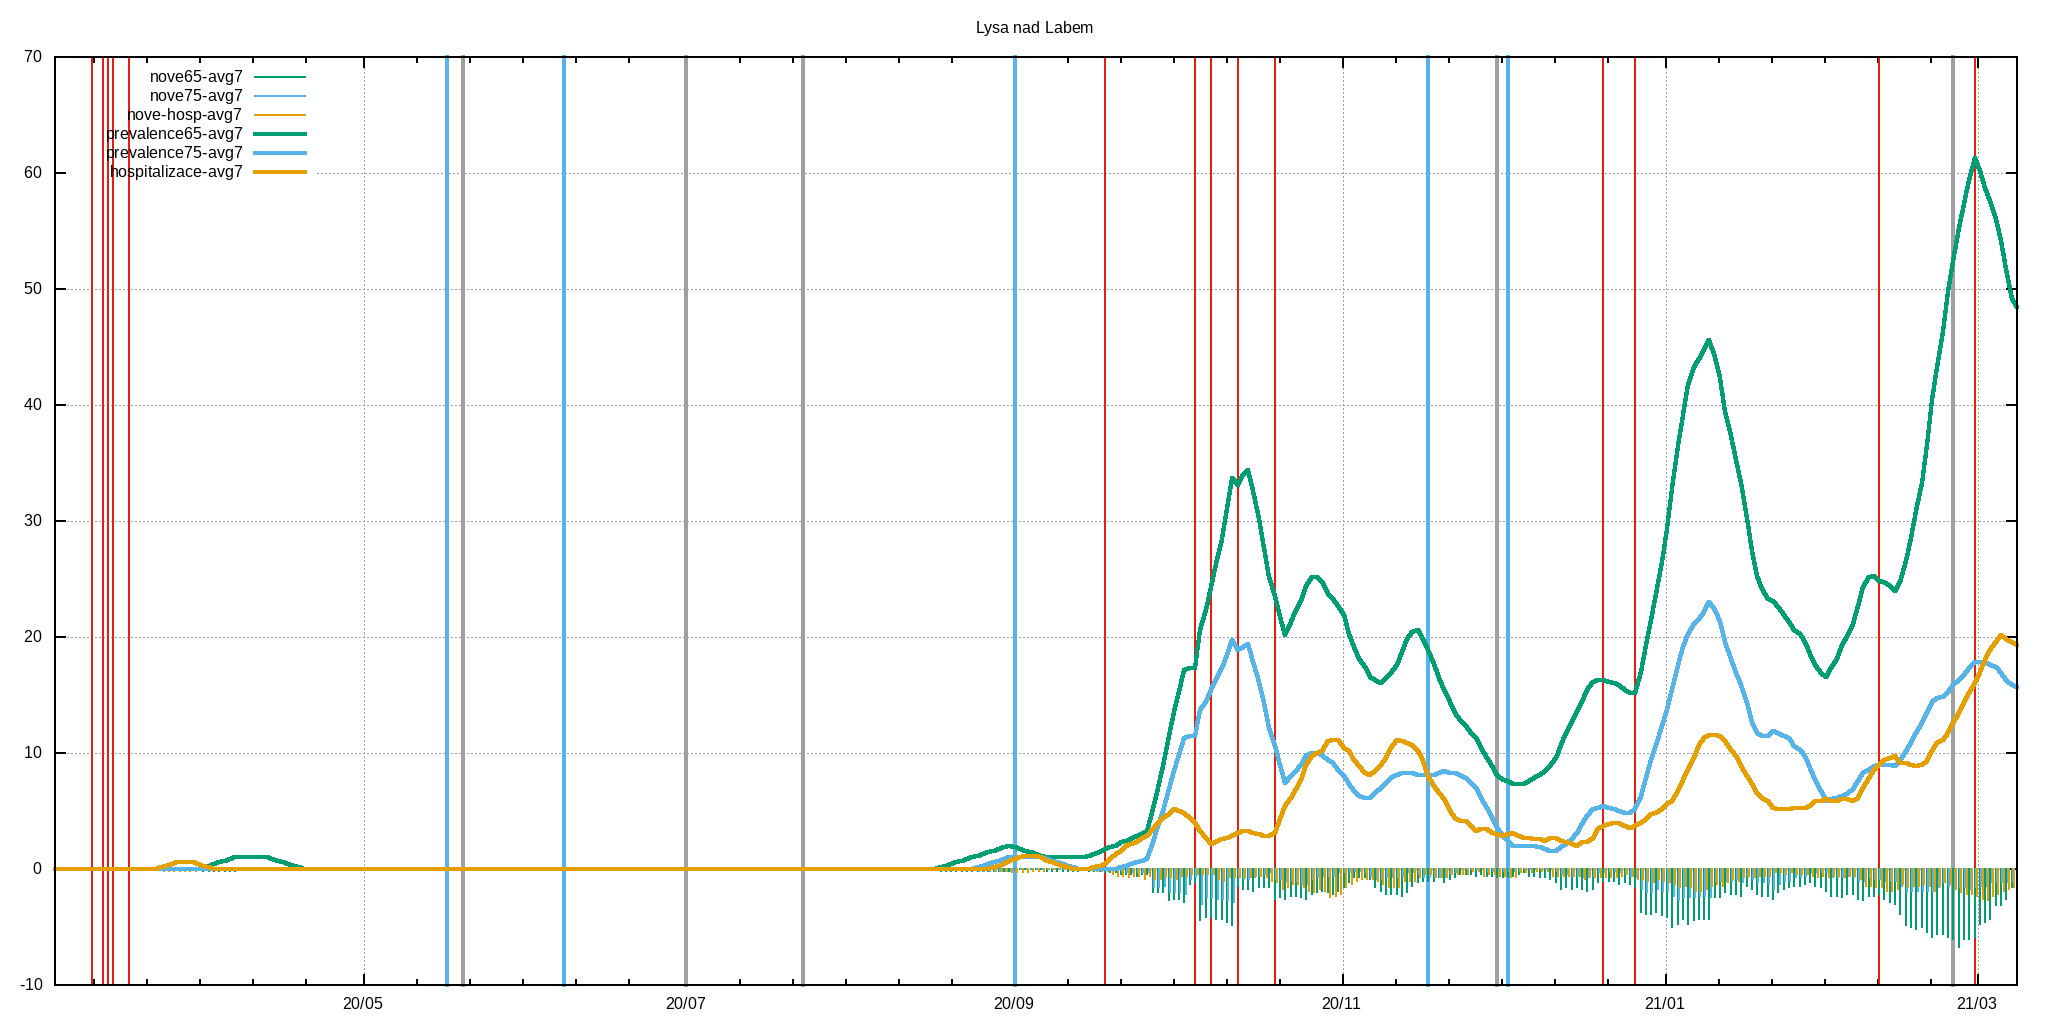 Lysa nad Labem
70
nove65-avg7
nove75-avg7
nove-hosp-avg7
prevalence65-avg7
prevalence75-avg7
hospitalizace-avg7
60
50
40
30
20
10
0
-10
20/05 20/07 20/09 20/11 21/01 21/03